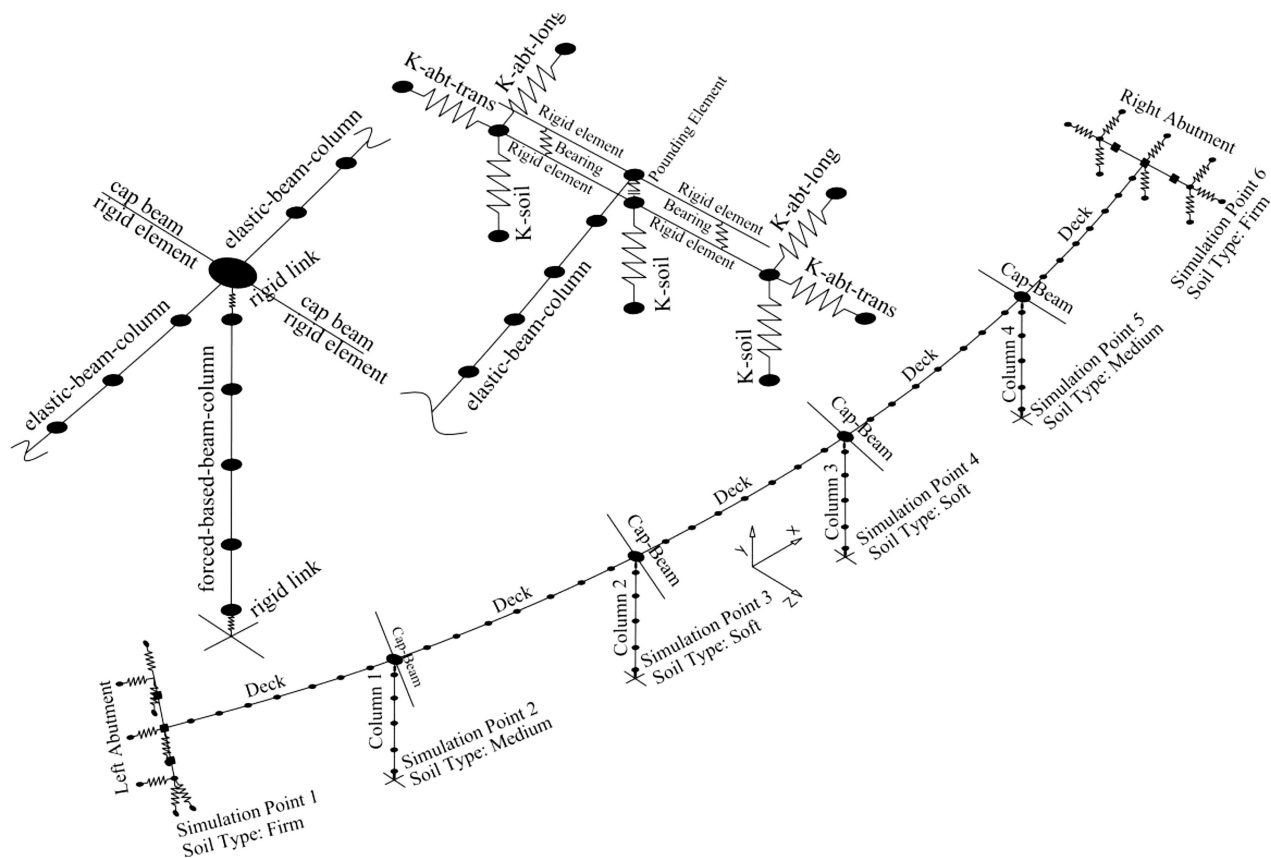 elastic-beam-column
cap beam
rigid element
rigid link
cap beam
rigid element
elastic-beam-column
forced-based-beam-column
rigid link
K-abt-trans
K-abt-long
Rigid element
Bearing
Rigid element
Pounding Element
K-soil
Rigid element
Bearing
Rigid element
K-abt-long
K-abt-trans
K-soil
K-soil
elastic-beam-column
Right Abutment
Simulation Point 6
Soil Type: Firm
Deck
Cap-Beam
Column 4
Simulation Point 5
Soil Type: Medium
Deck
Cap-Beam
Column 3
Simulation Point 4
Soil Type: Soft
Deck
Y
X
Z
Cap-Beam
Column 2
Simulation Point 3
Soil Type: Soft
Deck
Cap-Beam
Column 1
Simulation Point 2
Soil Type: Medium
Deck
Left Abutment
Simulation Point 1
Soil Type: Firm